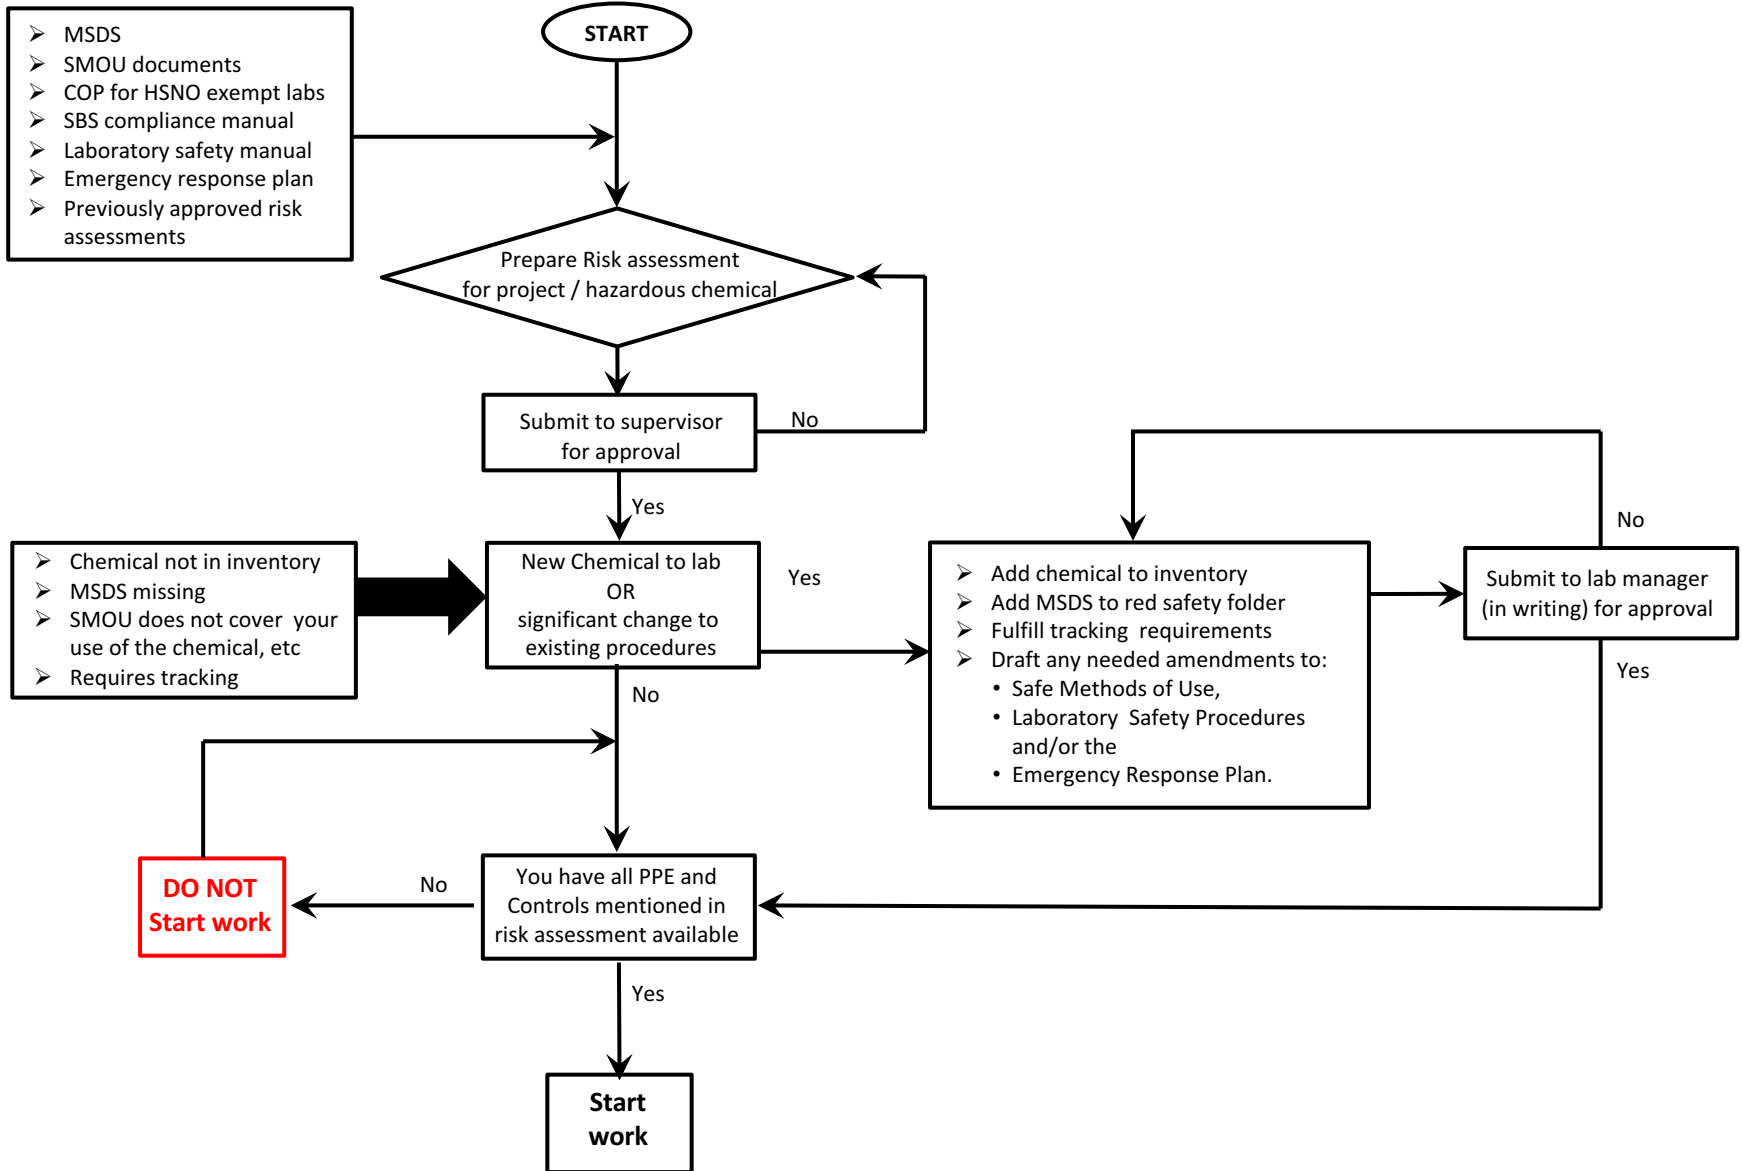 START
➢ MSDS
➢ SMOU documents
➢ COP for HSNO exempt labs
➢ SBS compliance manual
➢ Laboratory safety manual
➢ Emergency response plan
➢ Previously approved risk
assessments
Prepare Risk assessment
for project / hazardous chemical
Submit to supervisor
for approval
No
Yes
➢ Chemical not in inventory
➢ MSDS missing
➢ SMOU does not cover your
use of the chemical, etc
➢ Requires tracking
New Chemical to lab
OR
significant change to
existing procedures
Yes
No
➢ Add chemical to inventory
➢ Add MSDS to red safety folder
➢ Fulfill tracking requirements
➢ Draft any needed amendments to:
• Safe Methods of Use,
• Laboratory Safety Procedures
and/or the
• Emergency Response Plan.
Submit to lab manager
(in writing) for approval
No
Yes
You have all PPE and
Controls mentioned in
risk assessment available
No
DO NOT
Start work
Yes
Start
work